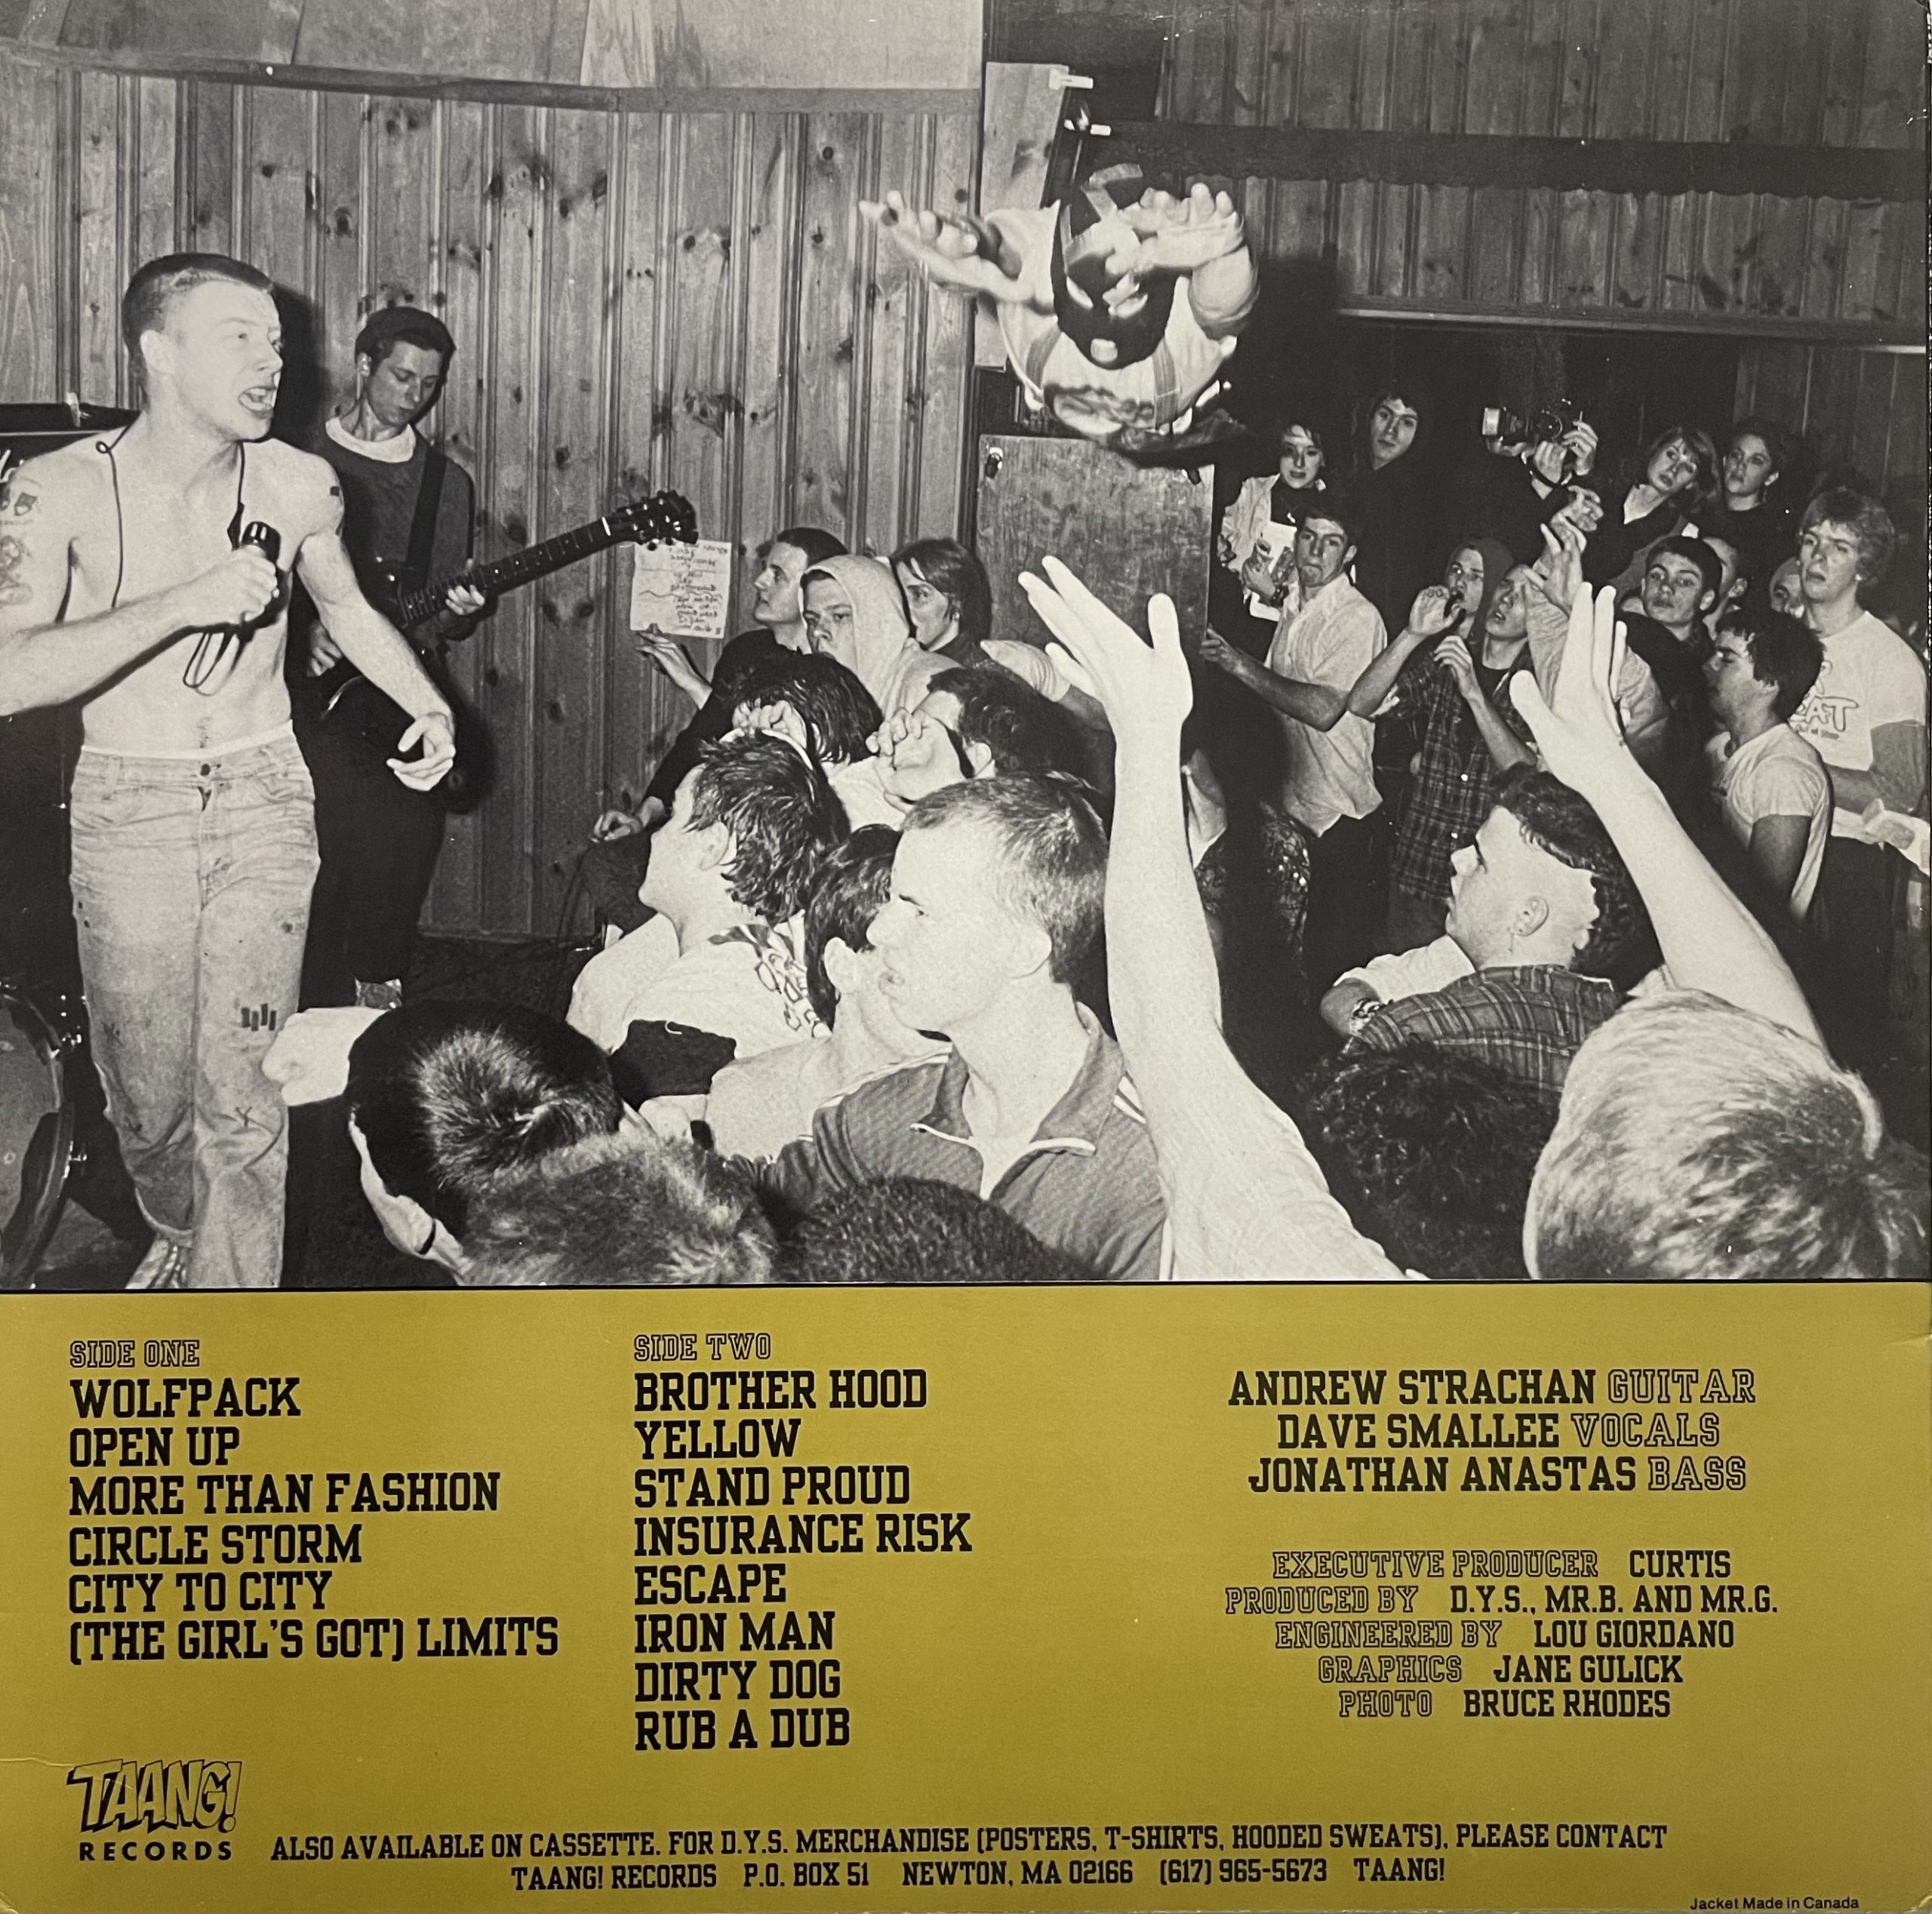 SIDE ONE
WOLFPACK
OPEN UP
MORE THAN FASHION
CIRCLE STORM
CITY TO CITY
(THE GIRL'S GOT) LIMITS
SIDE TWO
BROTHER HOOD
YELLOW
STAND PROUD
INSURANCE RISK
ESCAPE
IRON MAN
DIRTY DOG
RUB A DUB
ANDREW STRACHAN GUITAR
DAVE SMALLEE VOCALS
JONATHAN ANASTAS BASS
EXECUTIVE PRODUCER CURTIS
PRODUCED BY D.Y.S., MR.B. AND MR.G.
ENGINEERED BY LOU GIORDANO
GRAPHICS JANE GULICK
PHOTO BRUCE RHODES
TAANG!
RECORDS
ALSO AVAILABLE ON CASSETTE. FOR D.Y.S. MERCHANDISE (POSTERS, T-SHIRTS, HOODED SWEATS), PLEASE CONTACT
TAANG! RECORDS P.O. BOX 51 NEWTON, MA 02166 (617) 965-5673 TAANG!
Jacket Made in Canada